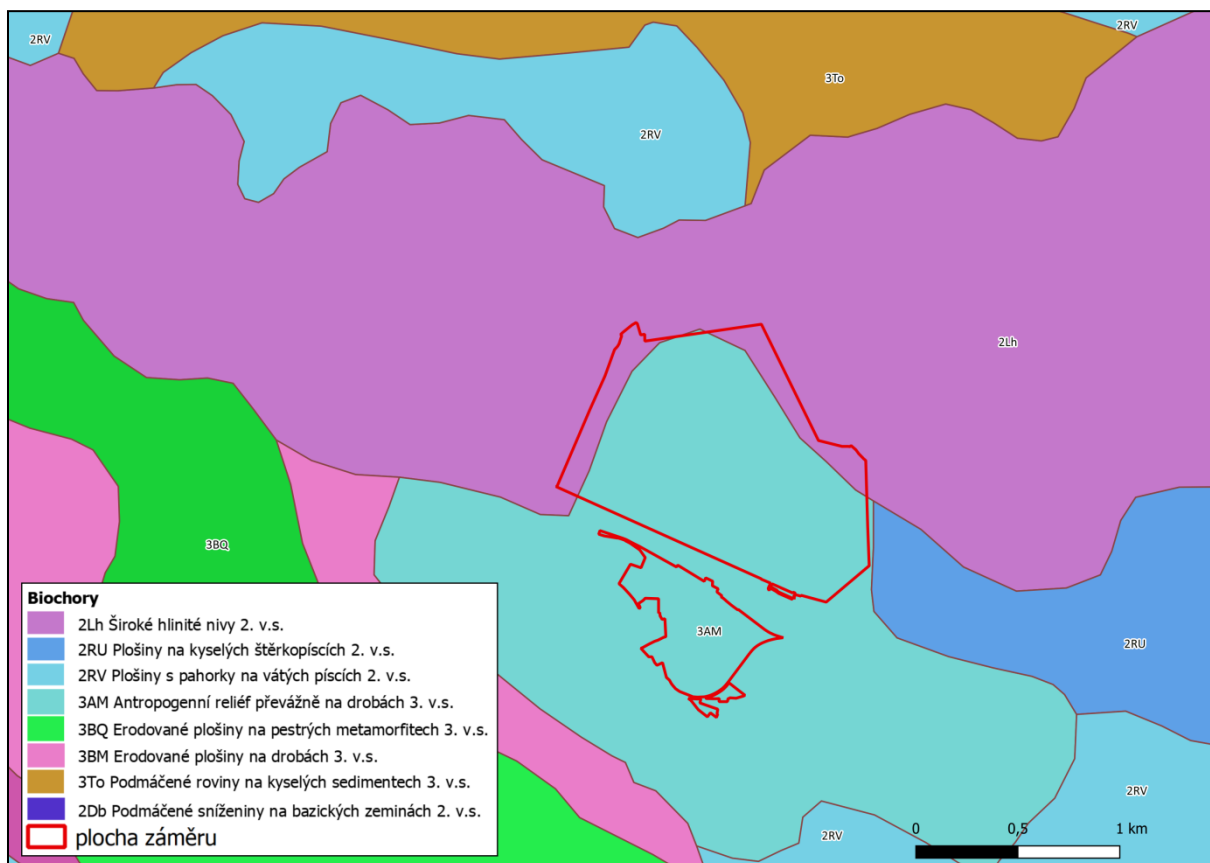 2RV
2RV
3To
2RV
2Lh
3BQ
3AM
2RU
2RV
2RV
Biochory
2Lh Široké hlinité nivy 2. v.s.
2RU Plošiny na kyselých štěrkopíscích 2. v.s.
2RV Plošiny s pahorky na vátých píscích 2. v.s.
3AM Antropogenní reliéf převážně na drobách 3. v.s.
3BQ Erodované plošiny na pestrých metamorfitech 3. v.s.
3BM Erodované plošiny na drobách 3. v.s.
3To Podmáčené roviny na kyselých sedimentech 3. v.s.
2Db Podmáčené sníženiny na bazických zeminách 2. v.s.
plocha záměru
0 0,5 1 km